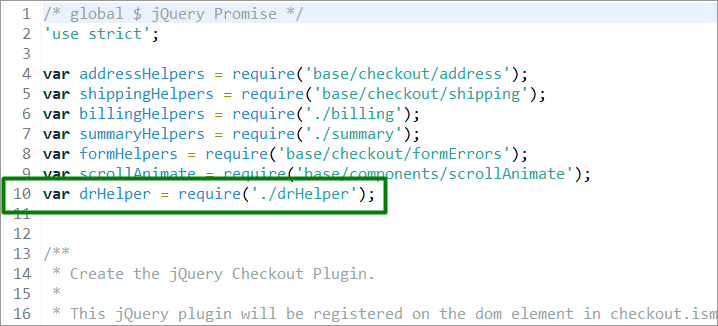 1 /* global $ jQuery Promise */
2 'use strict';
3
4 var addressHelpers = require('base/checkout/address');
5 var shippingHelpers = require('base/checkout/shipping');
6 var billingHelpers = require('./billing');
7 var summaryHelpers = require('./summary');
8 var formHelpers = require('base/checkout/formErrors');
9 var scrollAnimate = require('base/components/scrollAnimate');
10 var drHelper = require('./drHelper');
11
12
13 /**
14 * Create the jQuery Checkout Plugin.
15 *
16 * This jQuery plugin will be registered on the dom element in checkout.ism